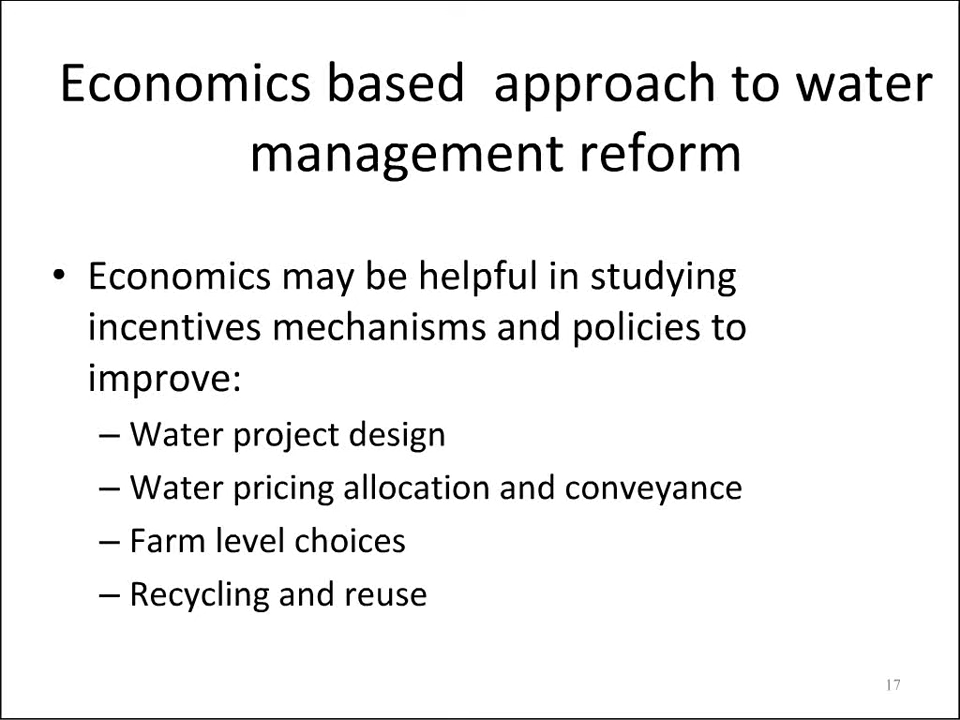 Economics based  approach to water
management reform
• Economics may be helpful in studying
incentives mechanisms and policies to
improve:
– Water project design
– Water pricing allocation and conveyance
– Farm level choices
– Recycling and reuse
17